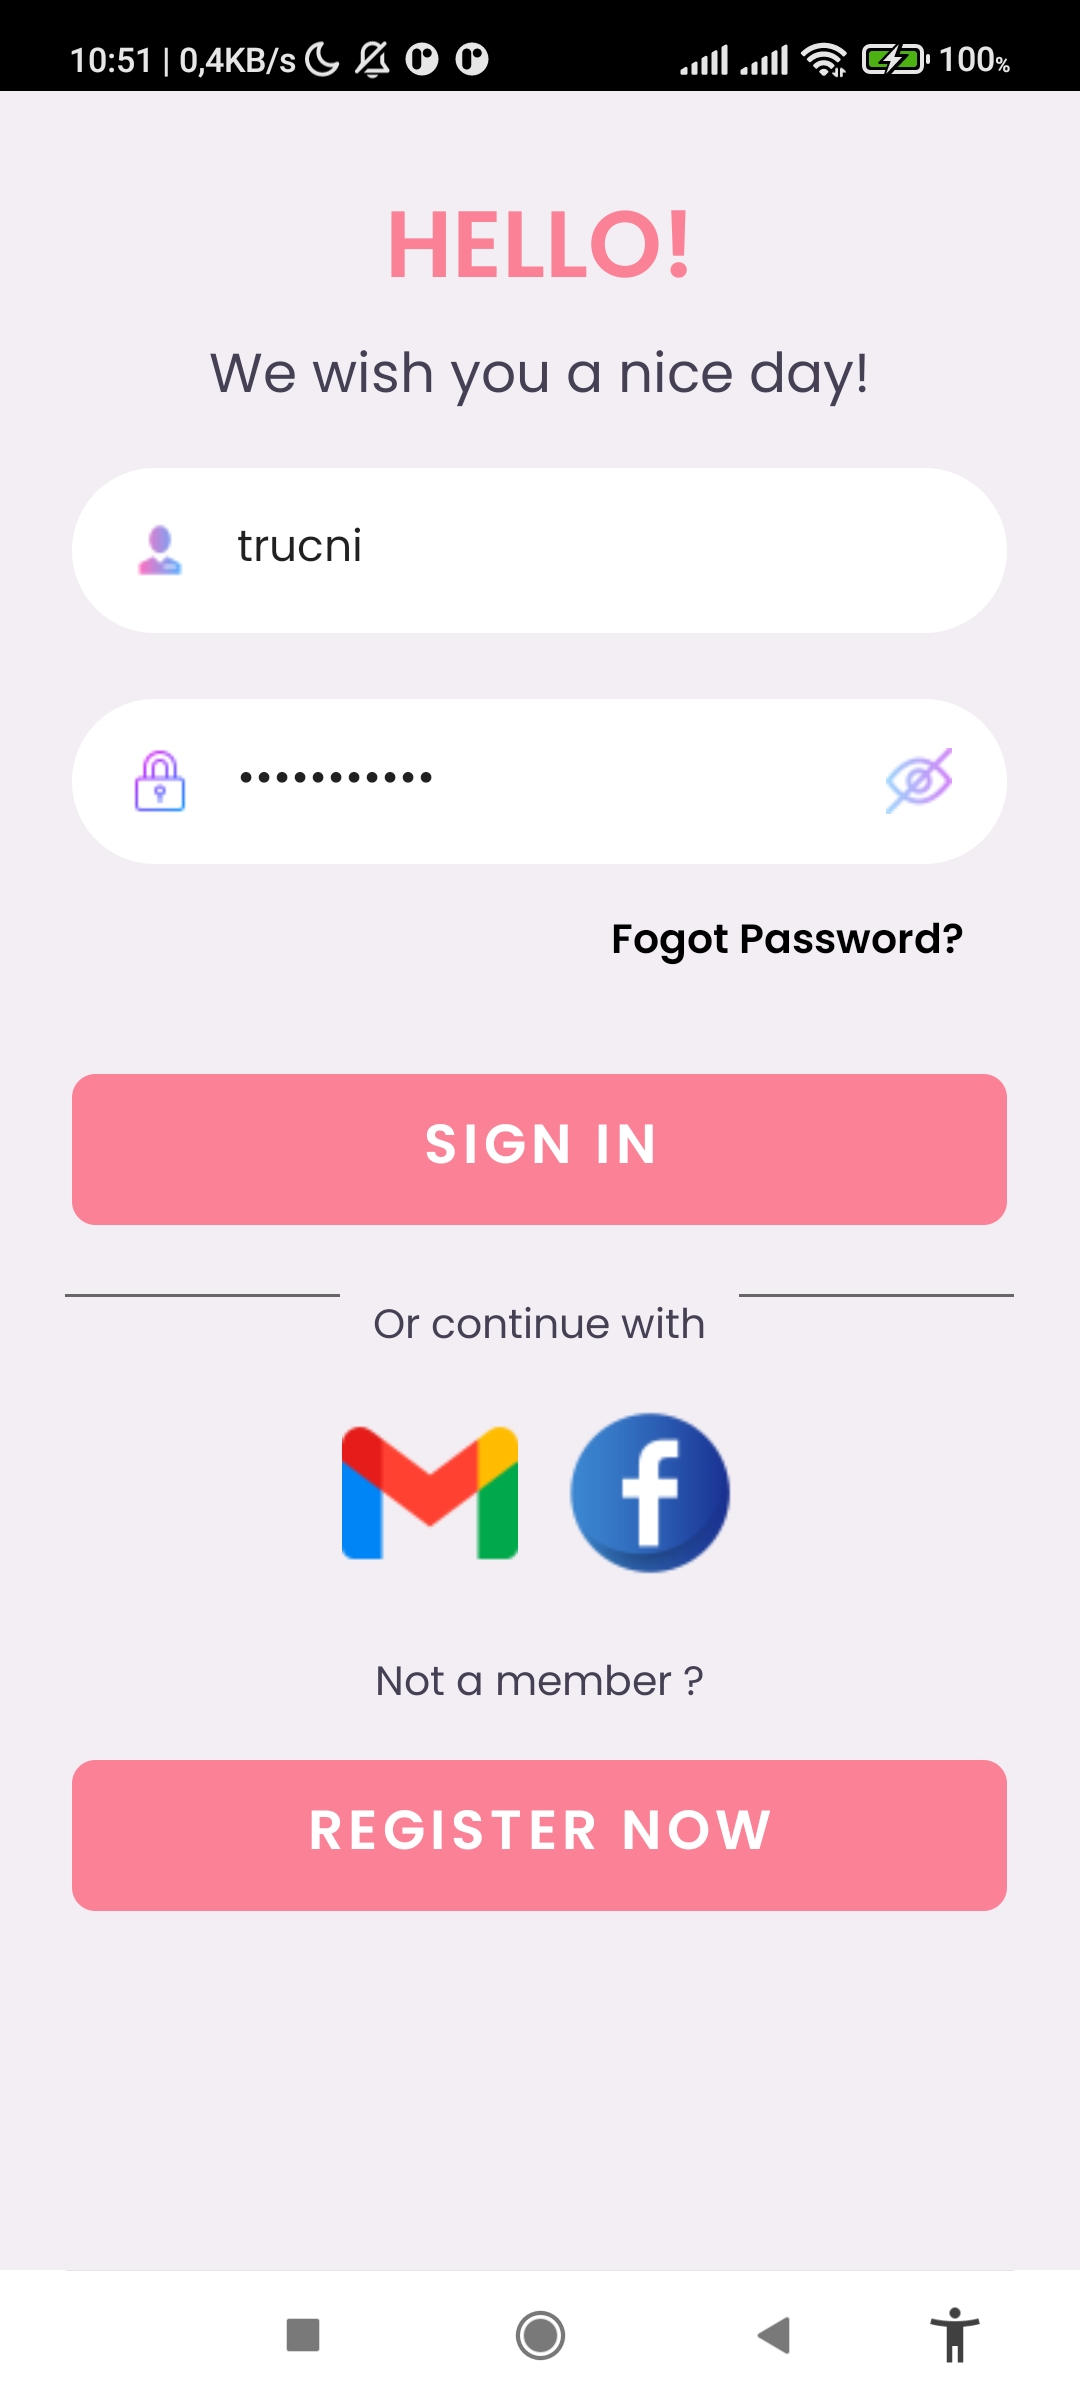 10:51 | 0,4KB/s 100%
HELLO!
We wish you a nice day!
trucni
•••••••••••
Fogot Password?
SIGN IN
Or continue with
Not a member ?
REGISTER NOW